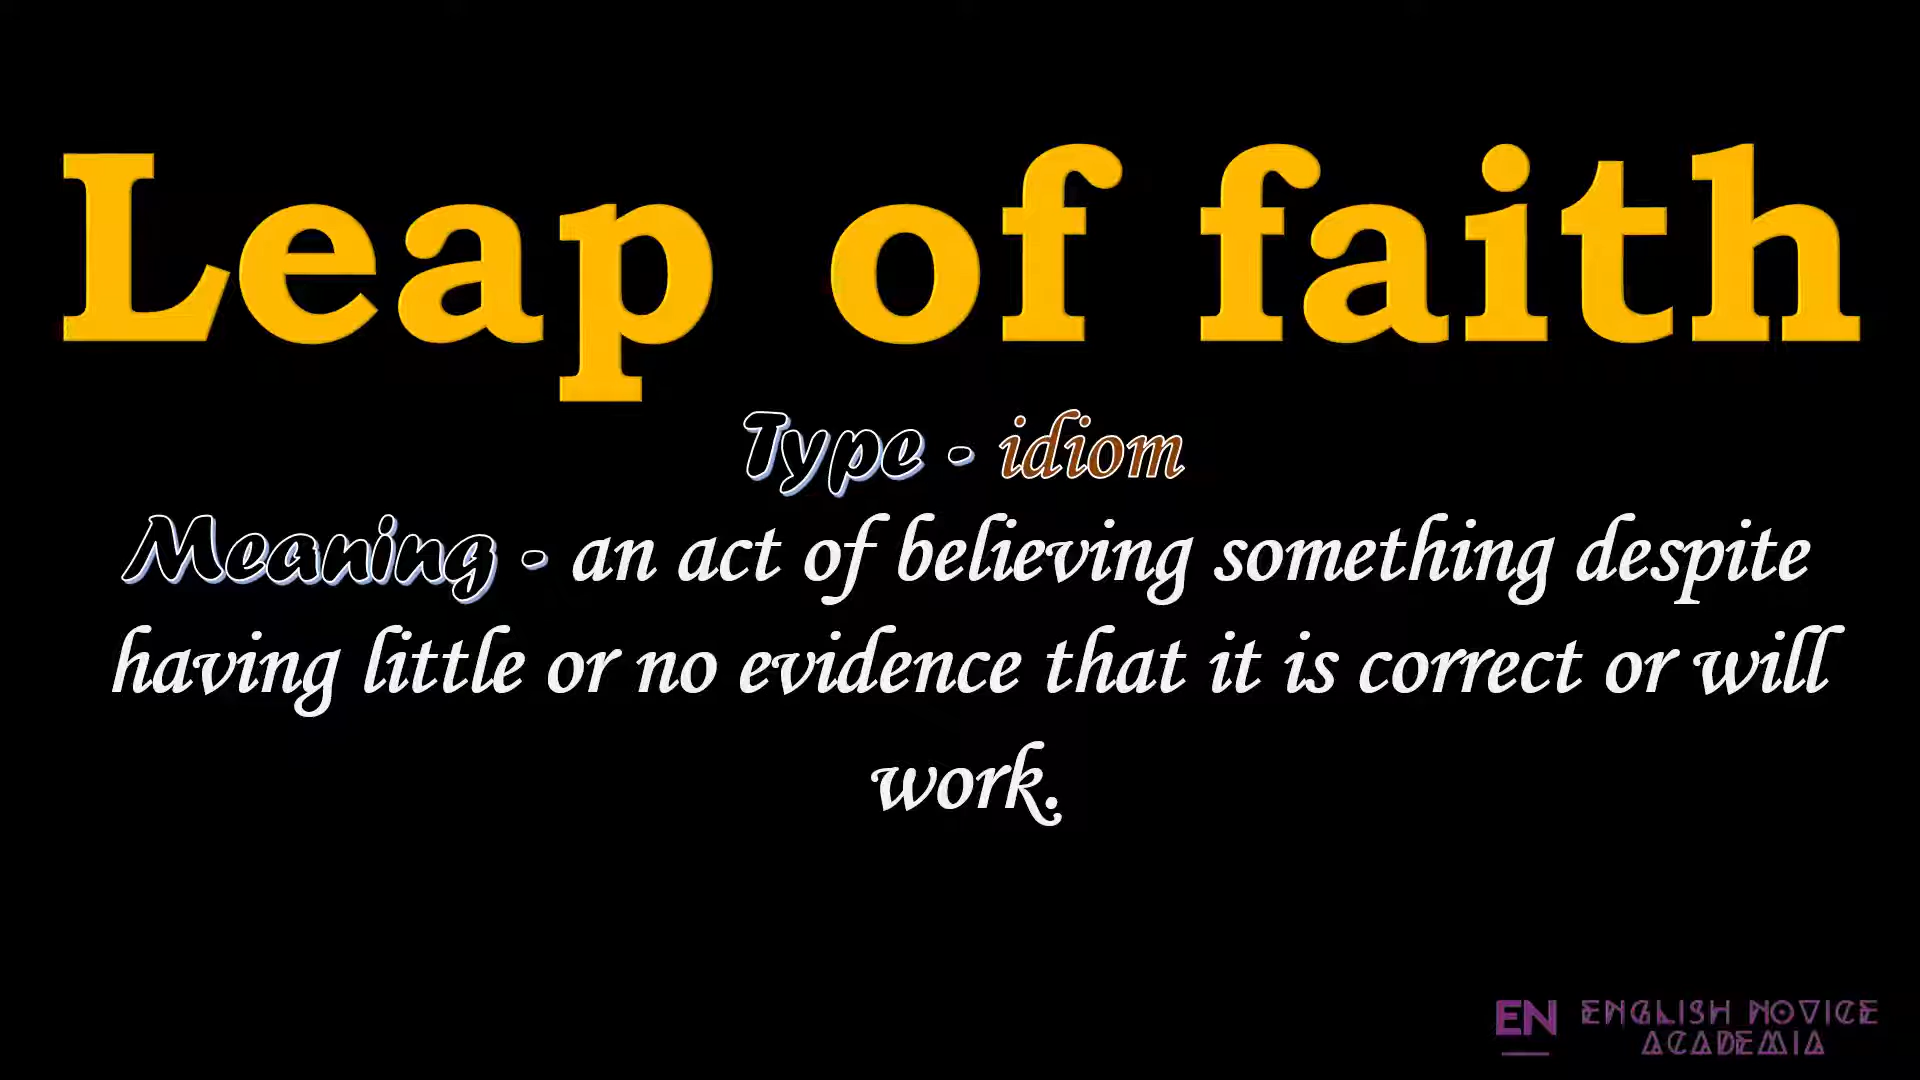 Leap of faith
Type - idiom
Meaning - an act of believing something despite
having little or no evidence that it is correct or will
work.
EN ENGLISH NOVICE
ACADEMIA